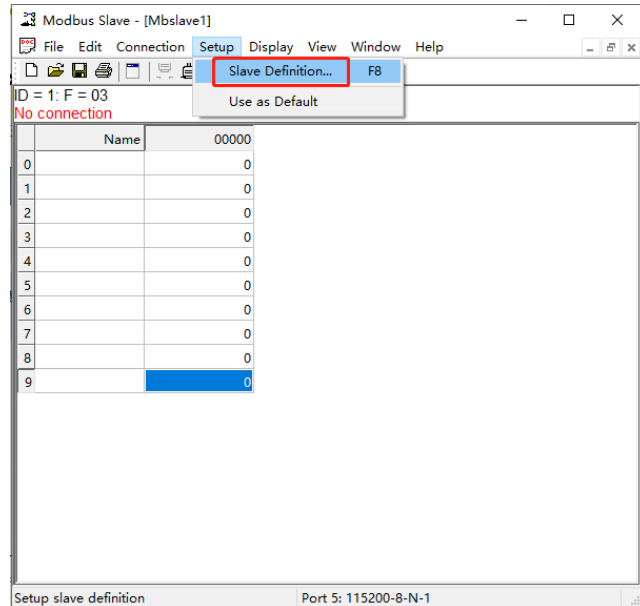 Modbus Slave - [Mbslave1]
File Edit Connection Setup Display View Window Help
Slave Definition... F8
Use as Default
ID = 1: F = 03
No connection
Name 00000
0 0
1 0
2 0
3 0
4 0
5 0
6 0
7 0
8 0
9 0
Setup slave definition Port 5: 115200-8-N-1